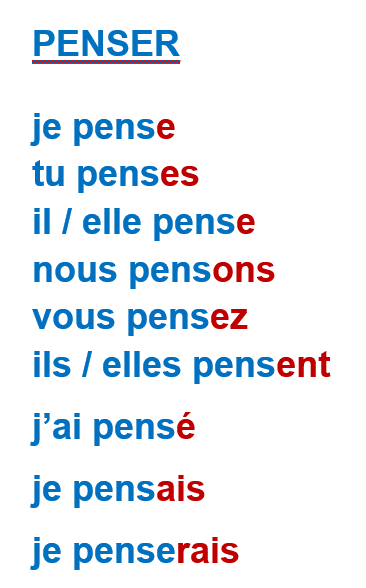 PENSER
je pense
tu penses
il / elle pense
nous pensons
vous pensez
ils / elles pensent
j’ai pensé
je pensais
je penserais